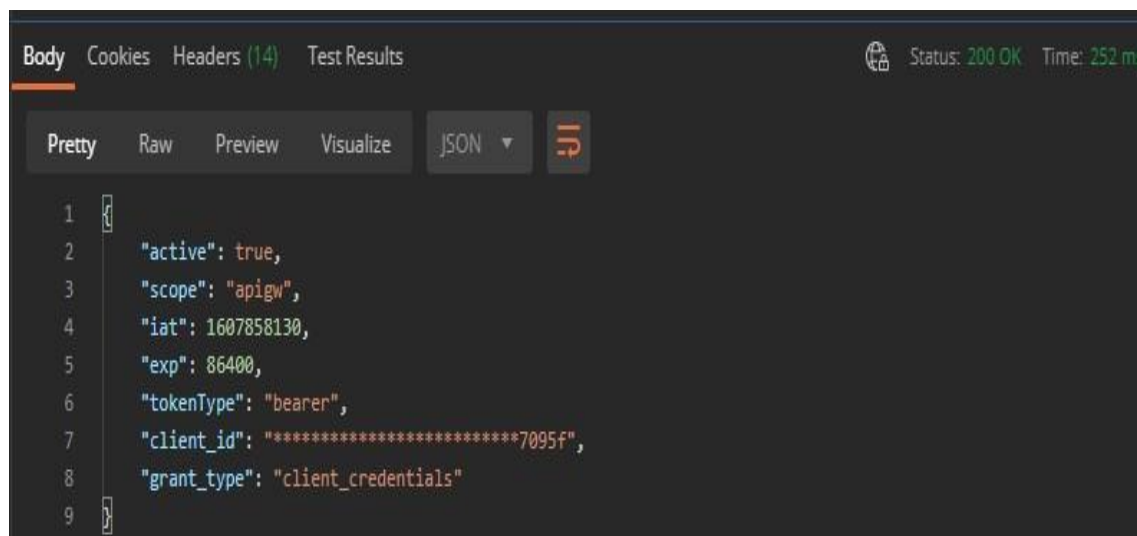 Body Cookies Headers (14) Test Results Status: 200 OK Time: 252 m
Pretty Raw Preview Visualize JSON
1 {
2 "active": true,
3 "scope": "apigw",
4 "iat": 1607858130,
5 "exp": 86400,
6 "tokenType": "bearer",
7 "client_id": "***************************7095f",
8 "grant_type": "client_credentials"
9 }